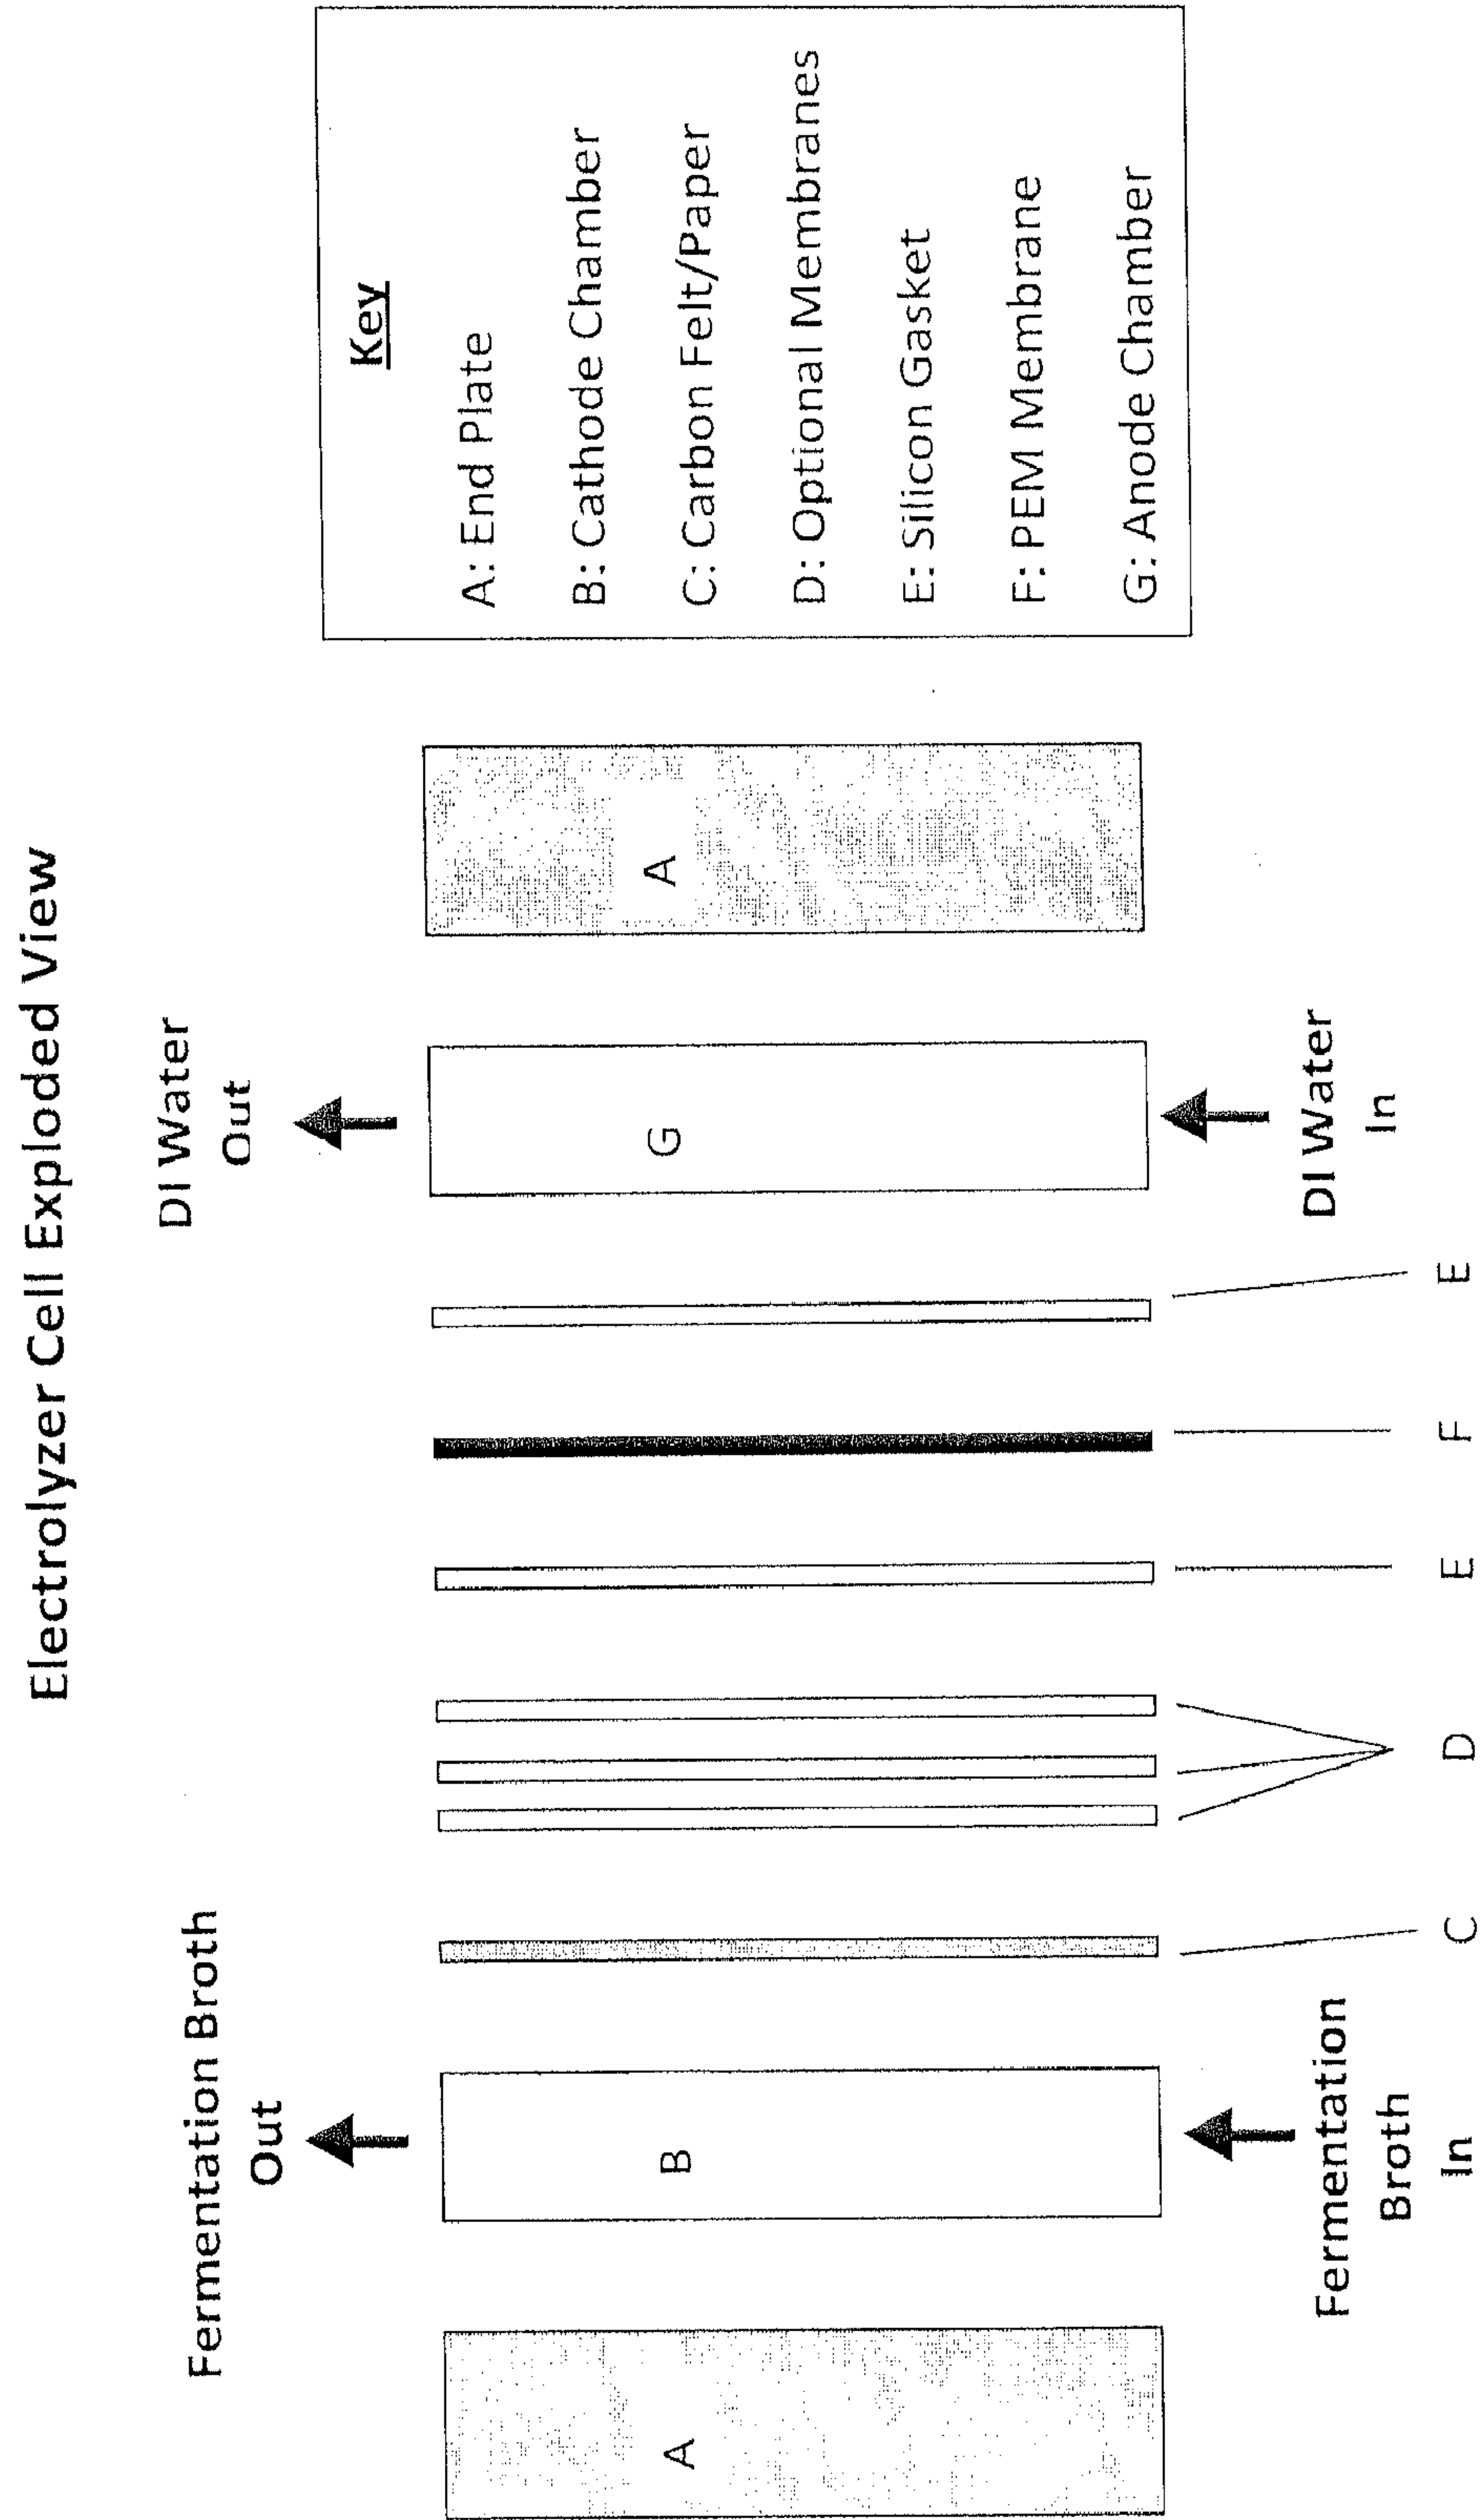 Electrolyzer Cell Exploded View
Fermentation Broth
Out
DI Water
Out
A
B
G
A
Fermentation
Broth
In
DI Water
In
C
D
E
F
E
Key
A: End Plate
B: Cathode Chamber
C: Carbon Felt/Paper
D: Optional Membranes
E: Silicon Gasket
F: PEM Membrane
G: Anode Chamber